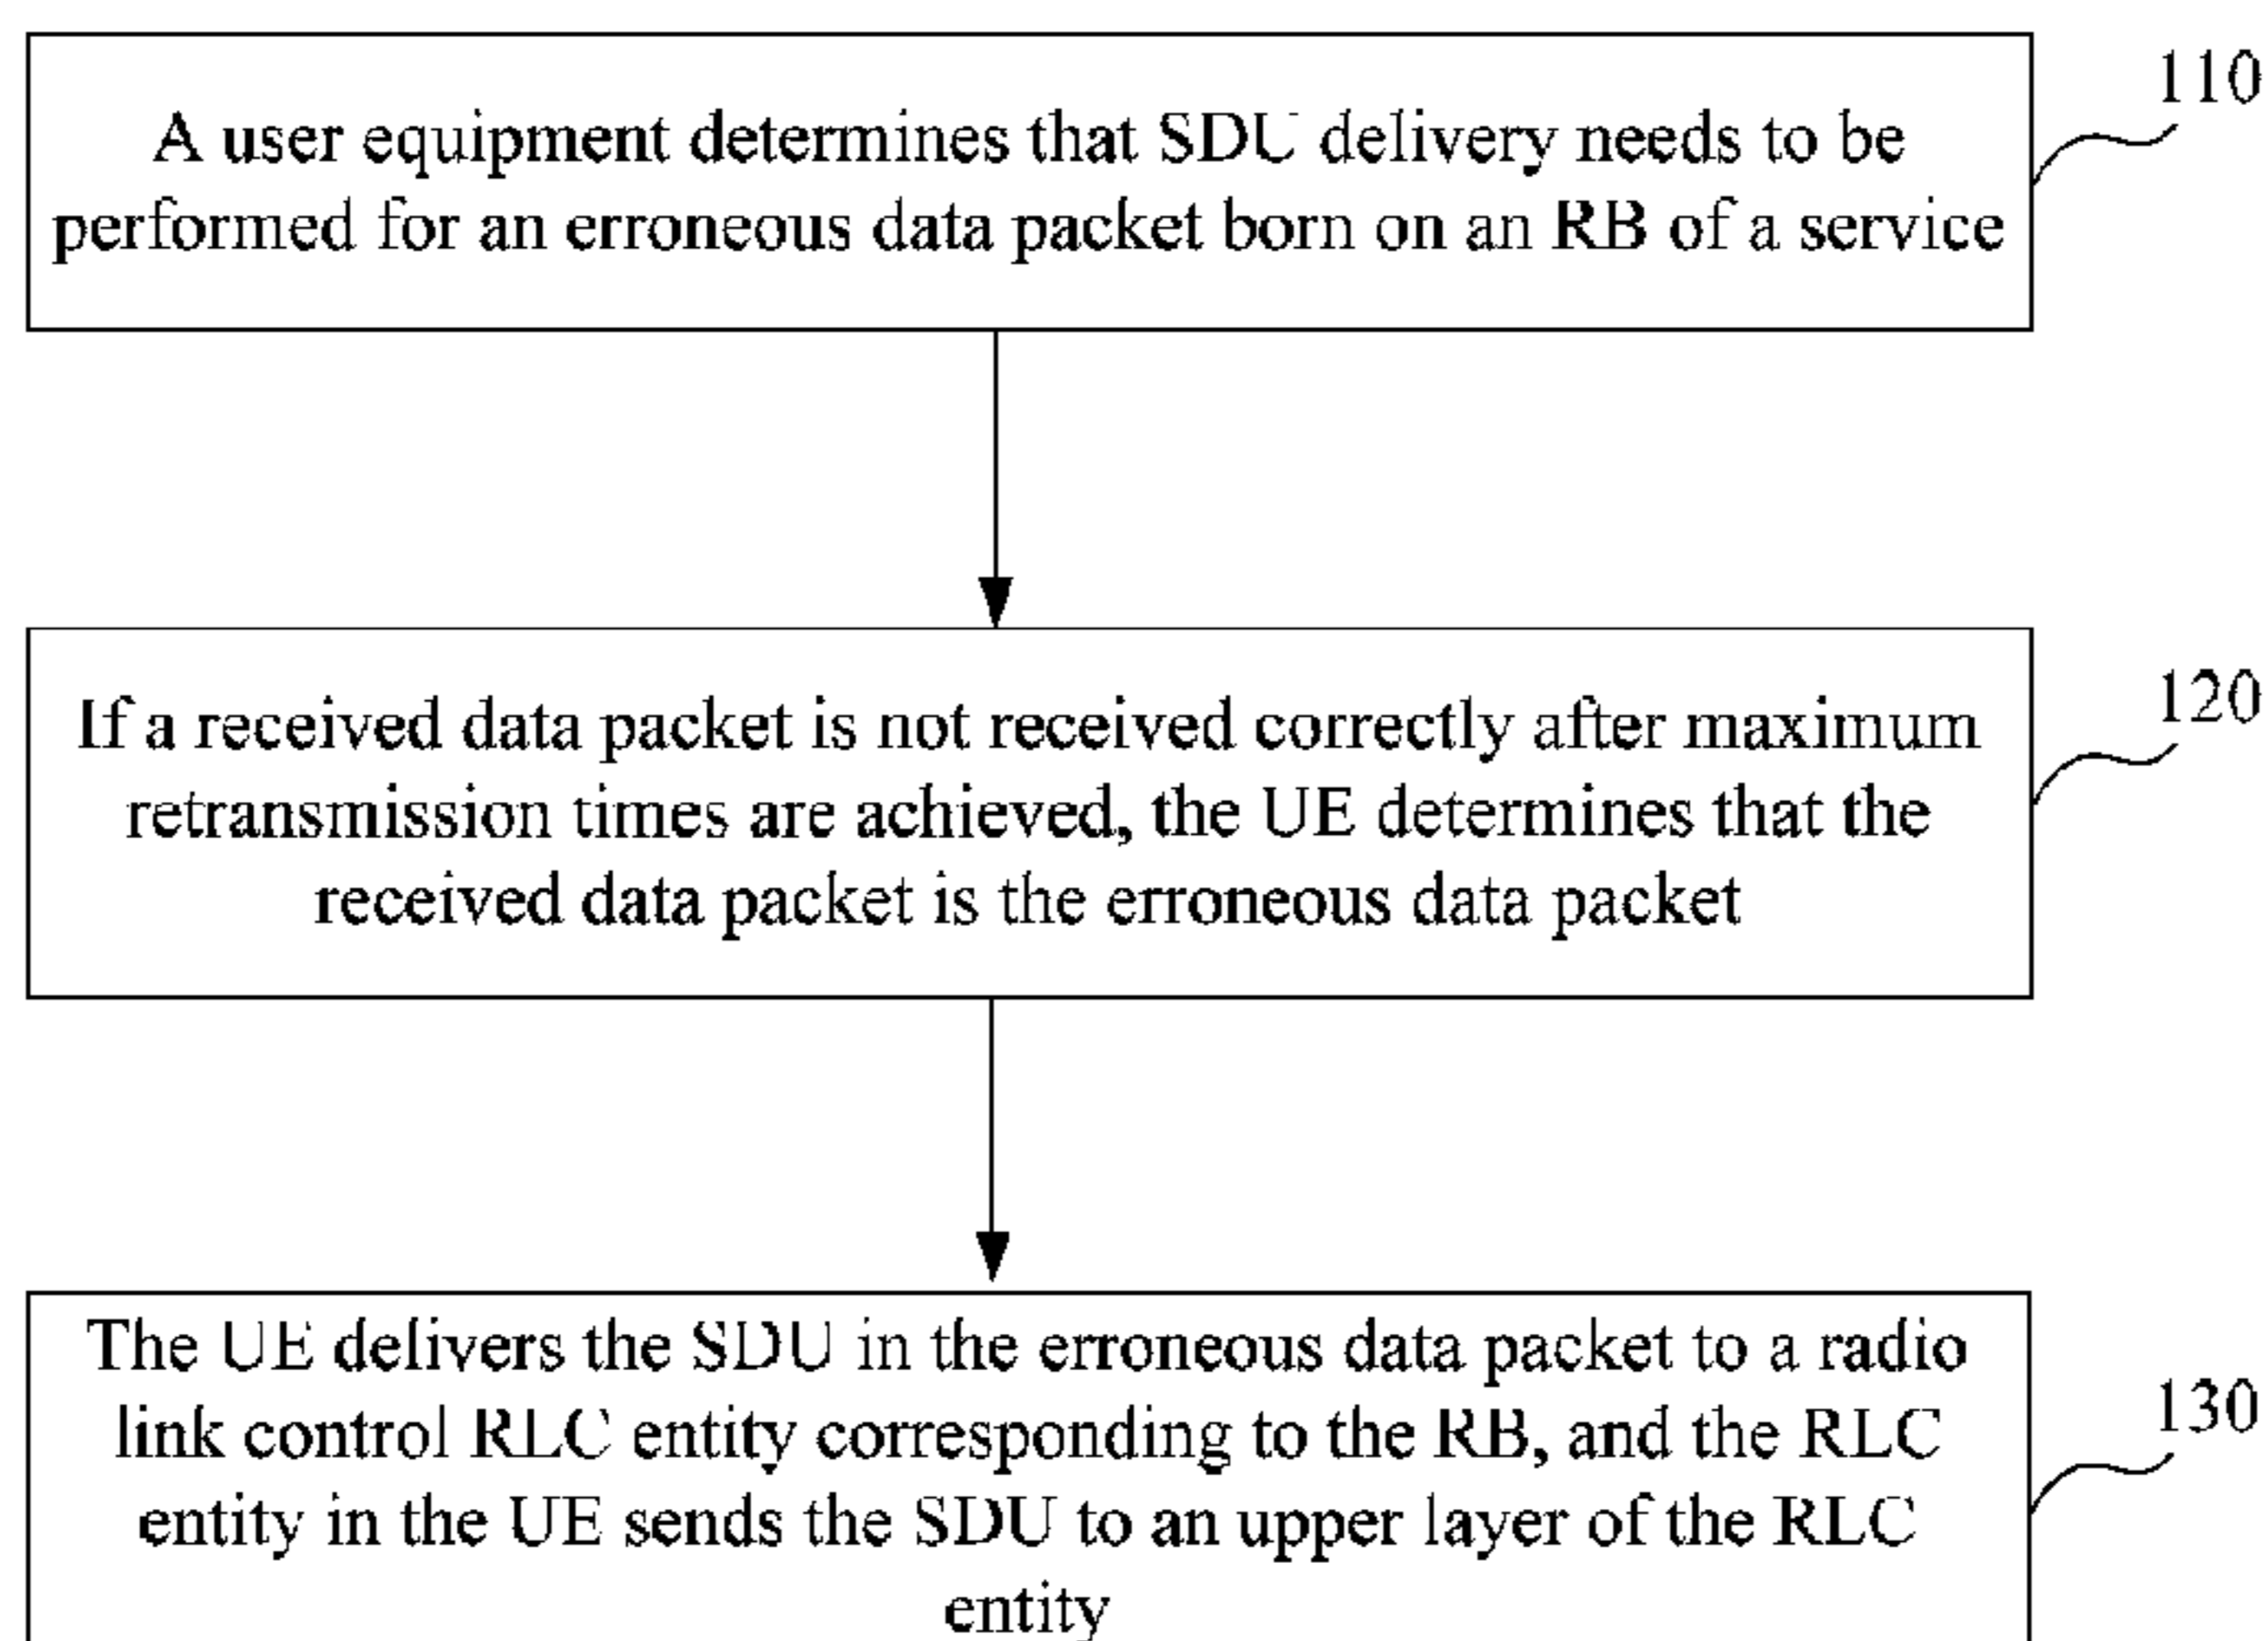 110
A user equipment determines that SDU delivery needs to be
performed for an erroneous data packet born on an RB of a service
120
If a received data packet is not received correctly after maximum
retransmission times are achieved, the UE determines that the
received data packet is the erroneous data packet
130
The UE delivers the SDU in the erroneous data packet to a radio
link control RLC entity corresponding to the RB, and the RLC
entity in the UE sends the SDU to an upper layer of the RLC
entity